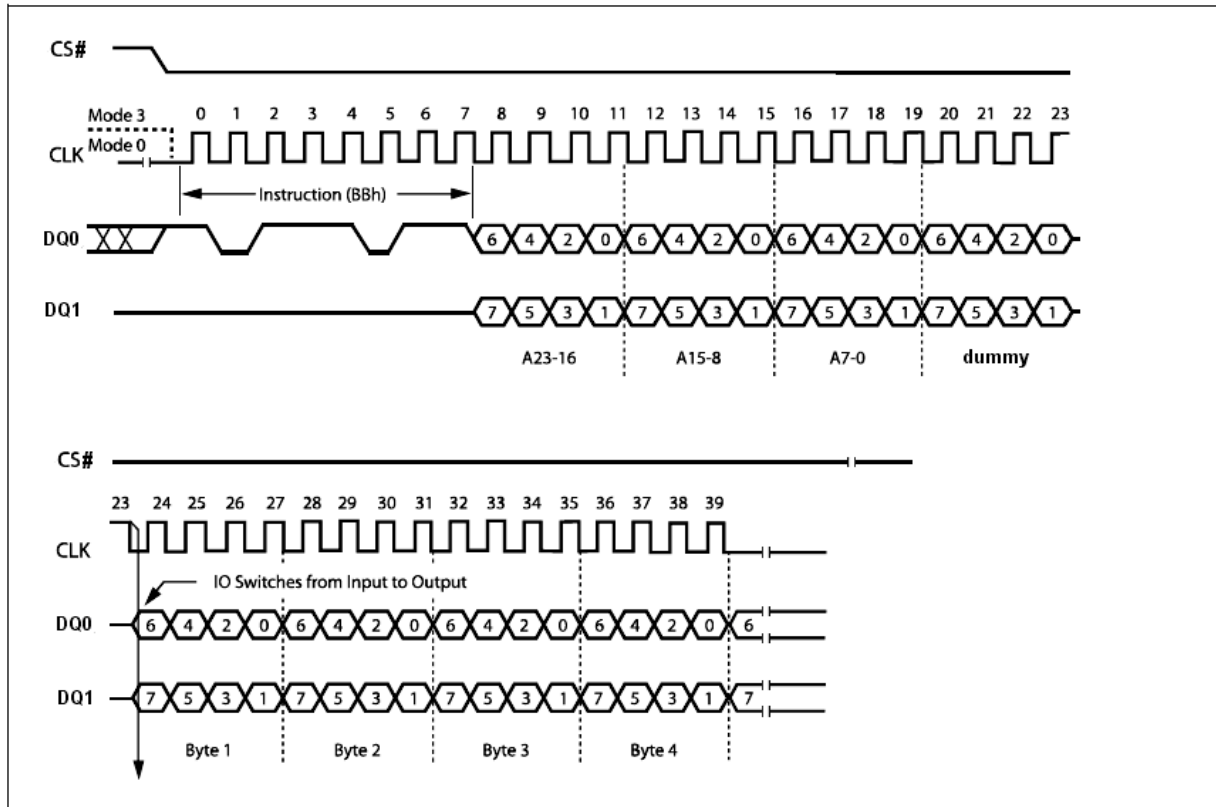 CS#
Mode 3
0 1 2 3 4 5 6 7 8 9 10 11 12 13 14 15 16 17 18 19 20 21 22 23
Mode 0
CLK
Instruction (BBh)
DQ0 6 4 2 0 6 4 2 0 6 4 2 0 6 4 2 0
DQ1 7 5 3 1 7 5 3 1 7 5 3 1 7 5 3 1
A23-16 A15-8 A7-0 dummy
CS#
23 24 25 26 27 28 29 30 31 32 33 34 35 36 37 38 39
CLK
IO Switches from Input to Output
DQ0 6 4 2 0 6 4 2 0 6 4 2 0 6 4 2 0 6
DQ1 7 5 3 1 7 5 3 1 7 5 3 1 7 5 3 1 7
Byte 1 Byte 2 Byte 3 Byte 4